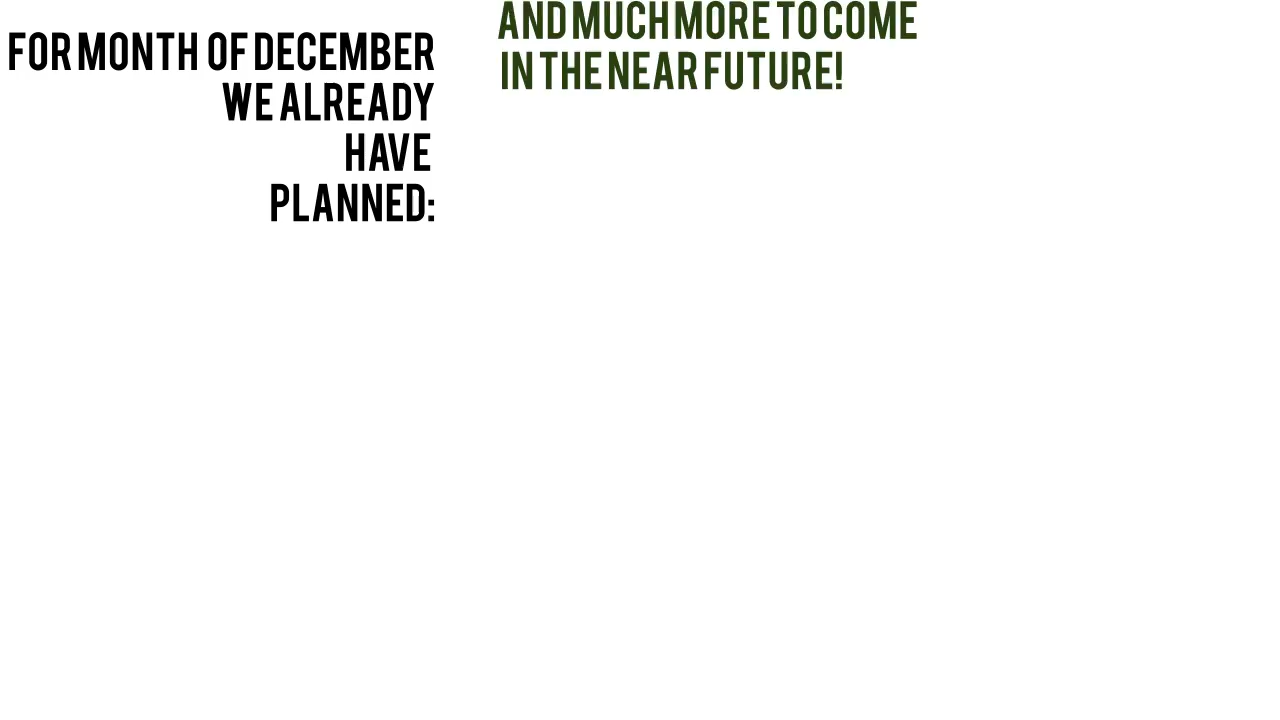 FOR MONTH OF DECEMBER
WE ALREADY
HAVE
PLANNED:
AND MUCH MORE TO COME
IN THE NEAR FUTURE!